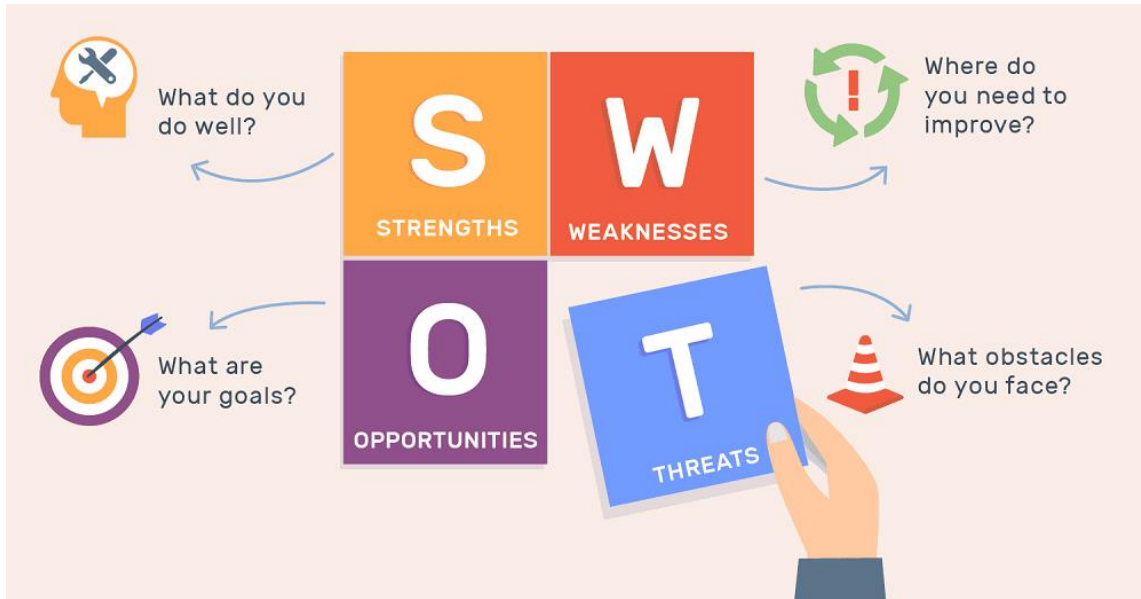 What do you
do well?
S
STRENGTHS
W
WEAKNESSES
Where do
you need to
improve?
What are
your goals?
O
OPPORTUNITIES
T
THREATS
What obstacles
do you face?